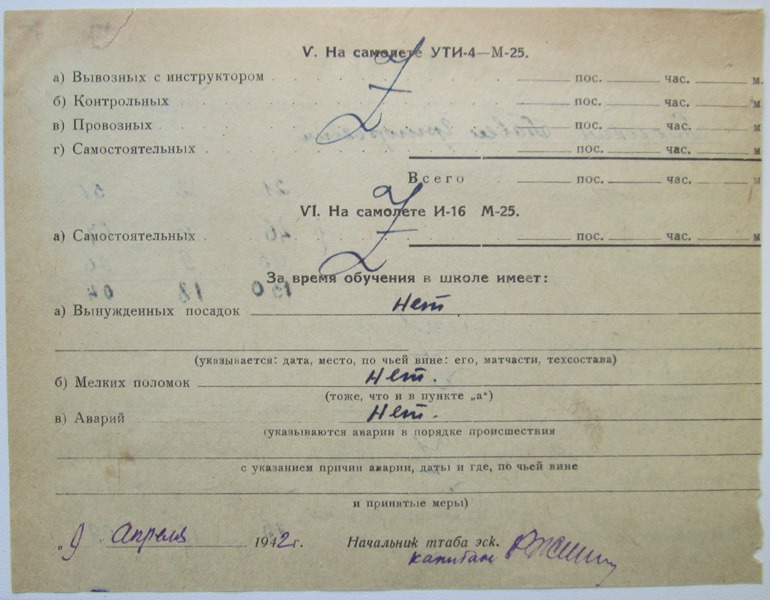 V. На самолете УТИ-4—М-25.
а) Вывозных с инструктором пос. час. м.
б) Контрольных пос. час. м
в) Провозных пос. час. м
г) Самостоятельных пос. час. м
Всего пос. час. м
VI. На самолете И-16 М-25.
а) Самостоятельных пос. час. м
За время обучения в школе имеет:
а) Вынужденных посадок Нет
(указывается: дата, место, по чьей вине: его, матчасти, техсостава)
б) Мелких поломок Нет.
(тоже, что и в пункте „а“)
в) Аварий Нет.
(указываются аварии в порядке происшествия
с указанием причин аварии, даты и где, по чьей вине
и принятые меры)
„9 Апреля 1942г. Начальник штаба эск.
капитан